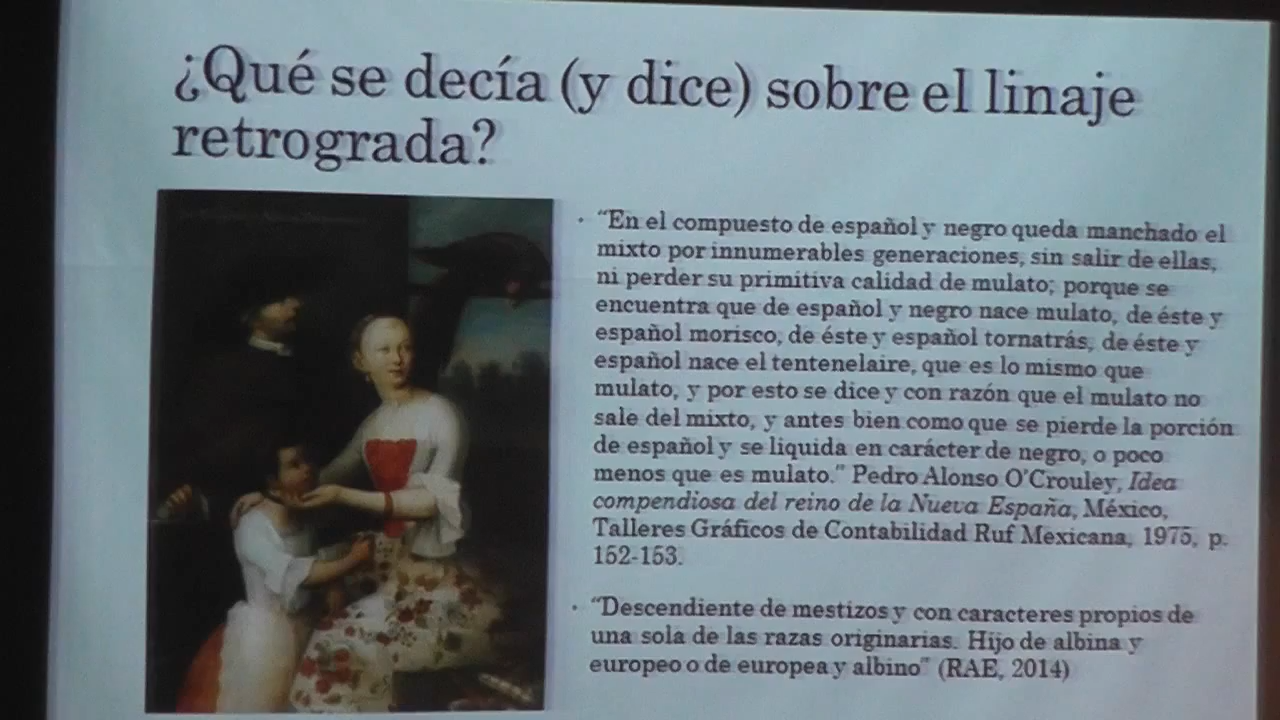 ¿Qué se decía (y dice) sobre el linaje
retrograda?
· “En el compuesto de español y negro queda manchado el
mixto por innumerables generaciones, sin salir de ellas,
ni perder su primitiva calidad de mulato; porque se
encuentra que de español y negro nace mulato, de éste y
español morisco, de éste y español tornatrás, de éste y
español nace el tentenelaire, que es lo mismo que
mulato, y por esto se dice y con razón que el mulato no
sale del mixto, y antes bien como que se pierde la porción
de español y se liquida en carácter de negro, o poco
menos que es mulato.” Pedro Alonso O’Crouley, Idea
compendiosa del reino de la Nueva España, México,
Talleres Gráficos de Contabilidad Ruf Mexicana, 1975, p.
152-153.
· “Descendiente de mestizos y con caracteres propios de
una sola de las razas originarias. Hijo de albina y
europeo o de europea y albino” (RAE, 2014)